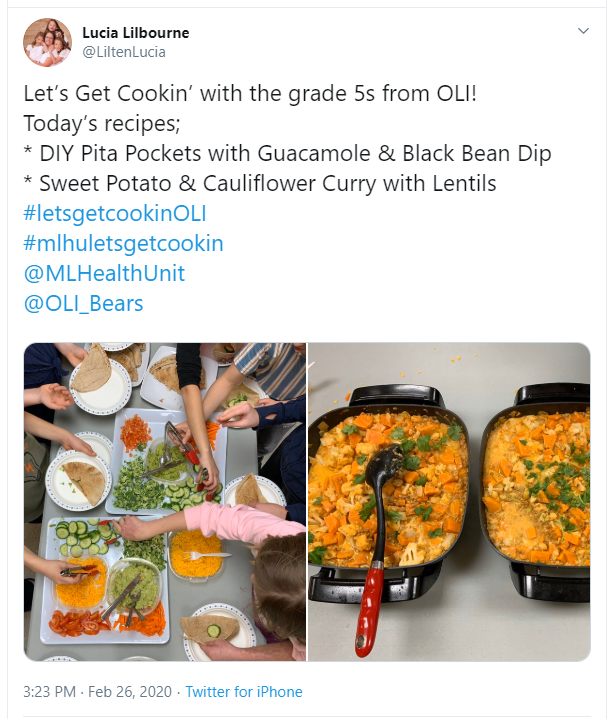 Lucia Lilbourne
@LiltenLucia
Let's Get Cookin' with the grade 5s from OLI!
Today's recipes;
* DIY Pita Pockets with Guacamole & Black Bean Dip
* Sweet Potato & Cauliflower Curry with Lentils
#letsgetcookinOLI
#mlhuletsgetcookin
@MLHealthUnit
@OLI_Bears
3:23 PM · Feb 26, 2020 · Twitter for iPhone